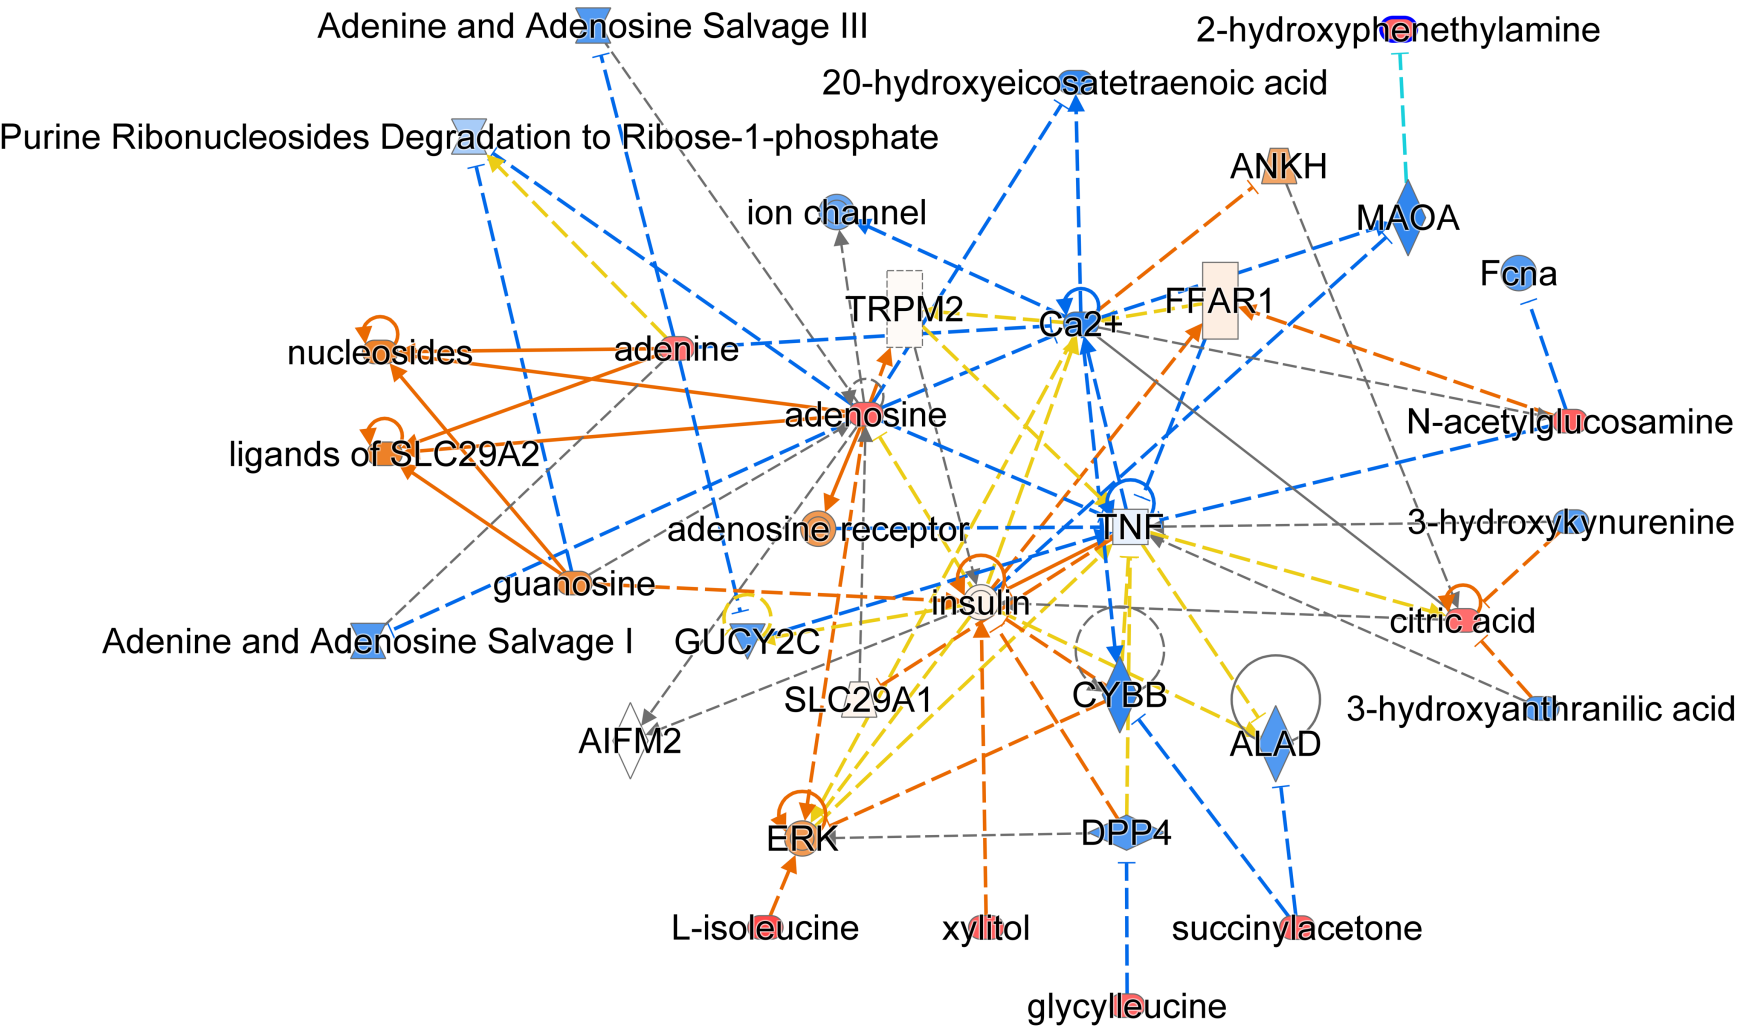 Adenine and Adenosine Salvage III
2-hydroxyphenethylamine
20-hydroxyeicosatetraenoic acid
Purine Ribonucleosides Degradation to Ribose-1-phosphate
ANKH
ion channel
MAOA
Fcna
TRPM2
FFAR1
Ca2+
nucleosides
adenine
adenosine
N-acetylglucosamine
ligands of SLC29A2
adenosine receptor
TNF
3-hydroxykynurenine
guanosine
insulin
citric acid
Adenine and Adenosine Salvage I
GUCY2C
SLC29A1
CYBB
3-hydroxyanthranilic acid
AIFM2
ALAD
ERK
DPP4
L-isoleucine
xylitol
succinylacetone
glycylleucine